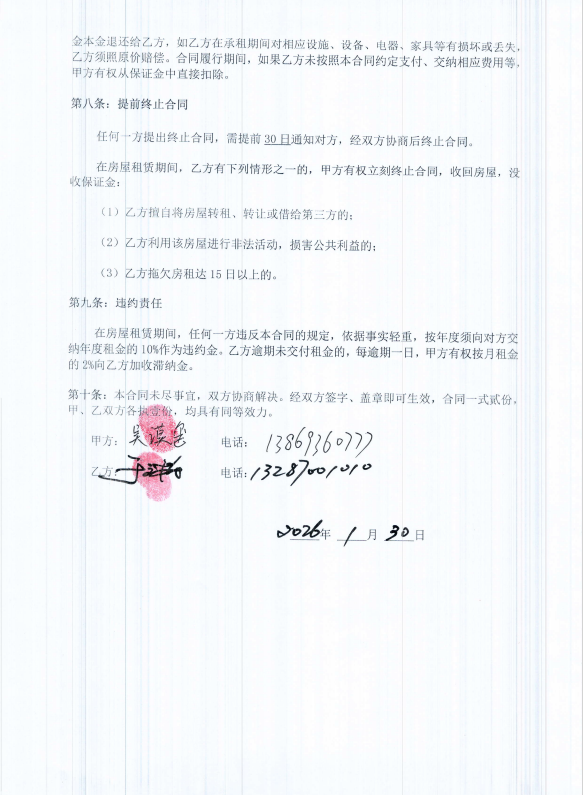 金本金退还给乙方，如乙方在承租期间对相应设施、设备、电器、家具等有损坏或丢失，
乙方须照原价赔偿。合同履行期间，如果乙方未按照本合同约定支付、交纳相应费用等，
甲方有权从保证金中直接扣除。
第八条：提前终止合同
任何一方提出终止合同，需提前 30 日通知对方，经双方协商后终止合同。
在房屋租赁期间，乙方有下列情形之一的，甲方有权立刻终止合同，收回房屋，没
收保证金：
（1）乙方擅自将房屋转租、转让或借给第三方的；
（2）乙方利用该房屋进行非法活动，损害公共利益的；
（3）乙方拖欠房租达 15 日以上的。
第九条：违约责任
在房屋租赁期间，任何一方违反本合同的规定，依据事实轻重，按年度须向对方交
纳年度租金的 10%作为违约金。乙方逾期未交付租金的，每逾期一日，甲方有权按月租金
的 2%向乙方加收滞纳金。
第十条：本合同未尽事宜，双方协商解决。经双方签字、盖章即可生效，合同一式贰份，
甲、乙双方各执壹份，均具有同等效力。
甲方： 电话：13869360777
乙方： 电话：13287001010
2026年 1 月 30 日